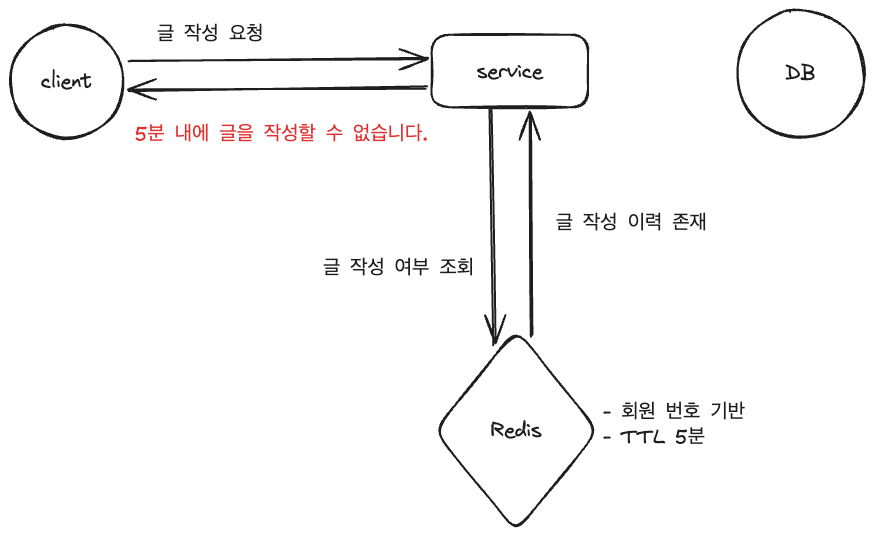 글 작성 요청
client
service
DB
5분 내에 글을 작성할 수 없습니다.
글 작성 이력 존재
글 작성 여부 조회
Redis
- 회원 번호 기반
- TTL 5분